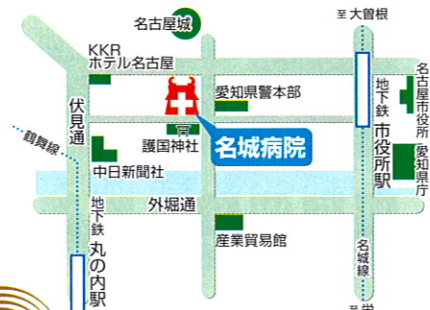 名古屋城
至大曽根
KKR
ホテル名古屋
愛知県警本部
名古屋市役所
地下鉄
市役所駅
伏見通
鶴舞線
護国神社
名城病院
中日新聞社
愛知県庁
外堀通
地下鉄
丸の内駅
産業貿易館
名城線
至栄